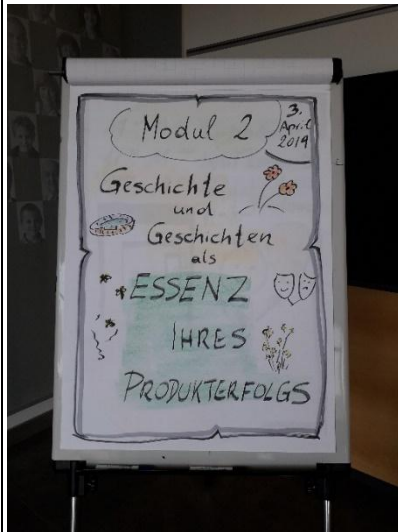 Modul 2
3.
April
2019
Geschichte
und
Geschichten
als
ESSENZ
IHRES
PRODUKTERFOLGS